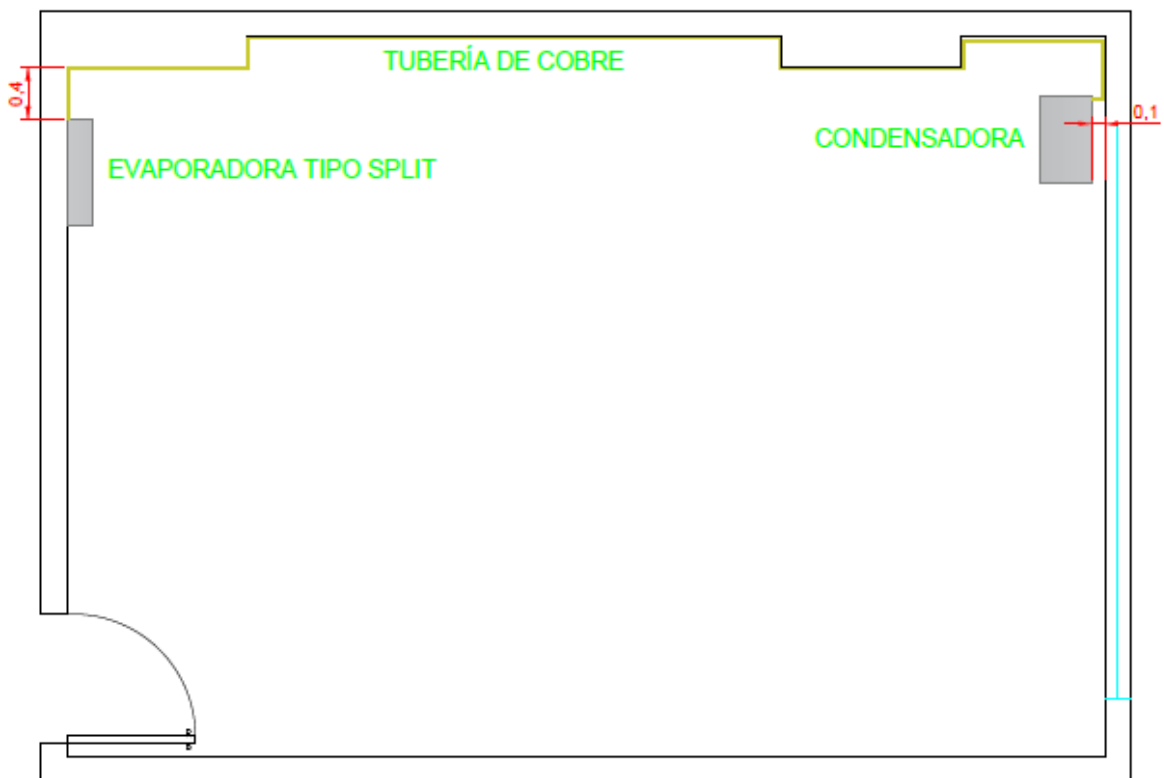 TUBERÍA DE COBRE
0,4
0,1
CONDENSADORA
EVAPORADORA TIPO SPLIT